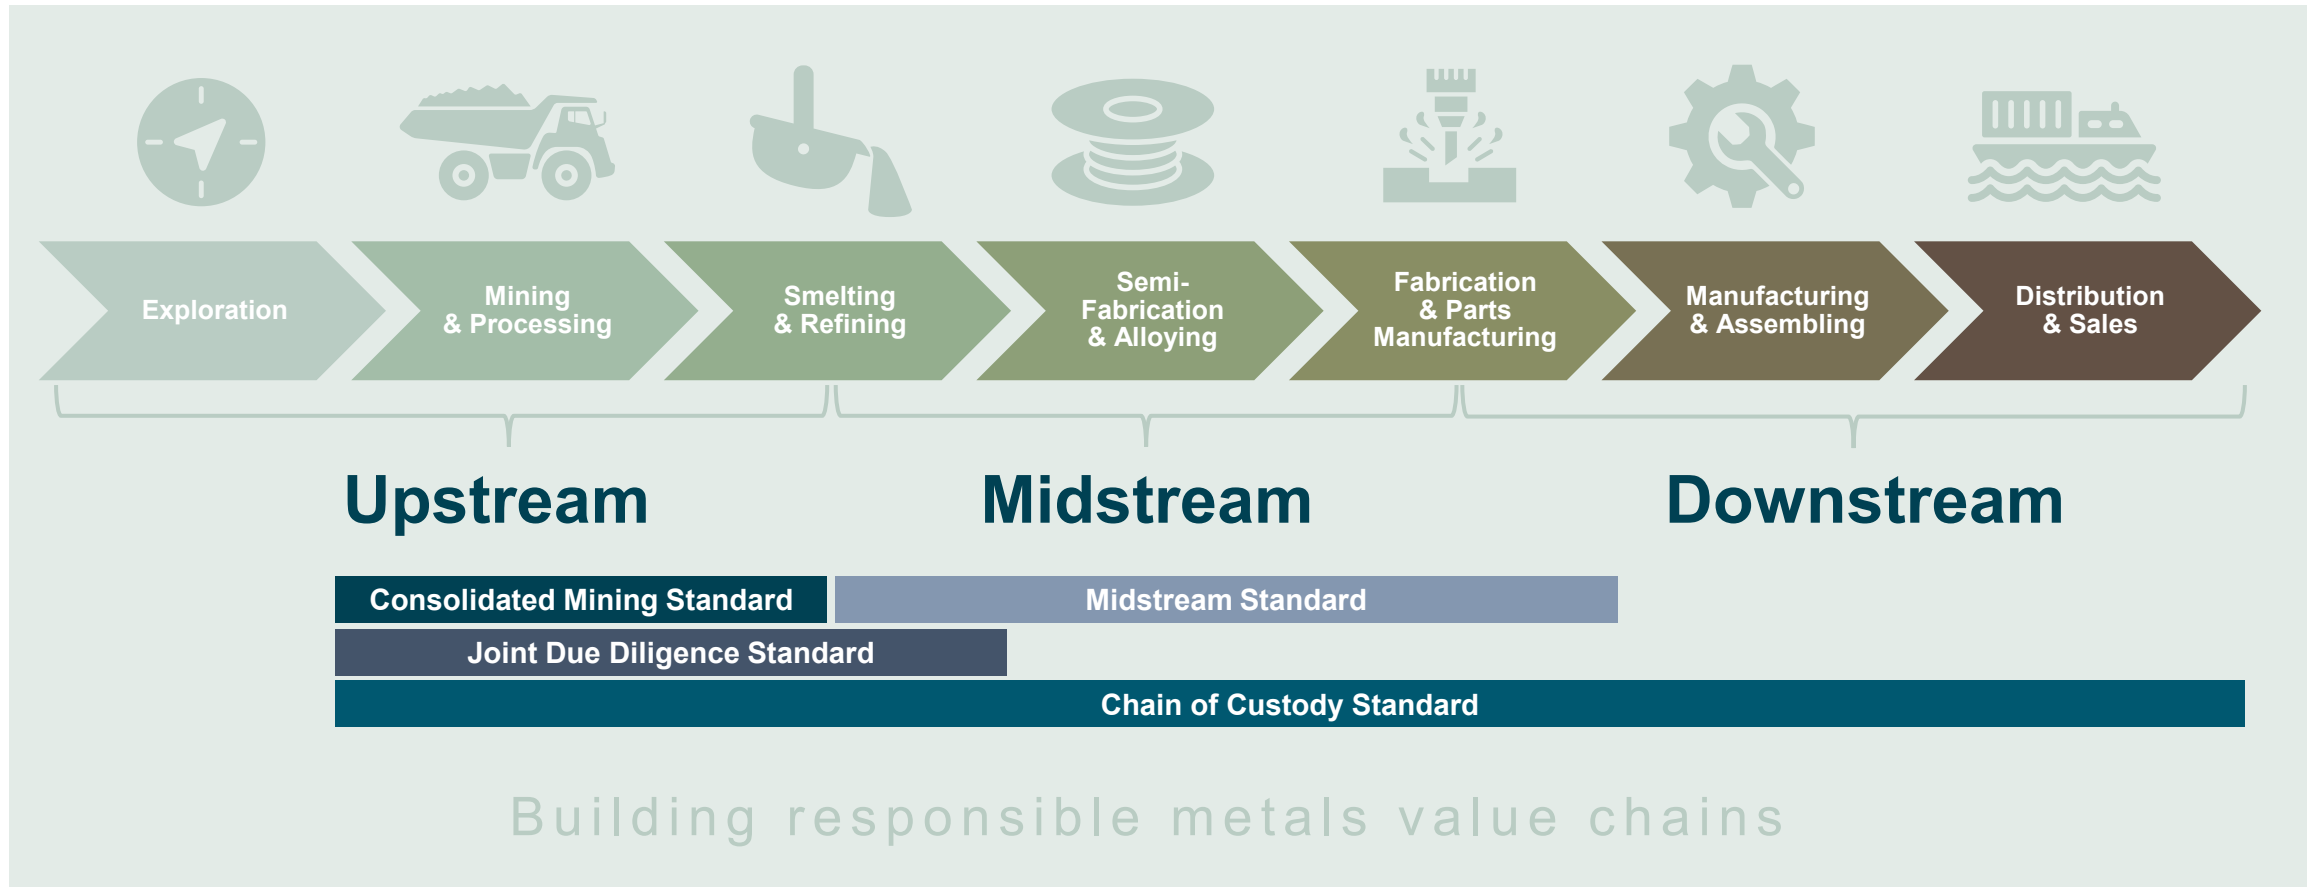 Exploration
Mining
& Processing
Smelting
& Refining
Semi-
Fabrication
& Alloying
Fabrication
& Parts
Manufacturing
Manufacturing
& Assembling
Distribution
& Sales
Upstream
Midstream
Downstream
Consolidated Mining Standard
Midstream Standard
Joint Due Diligence Standard
Chain of Custody Standard
Building responsible metals value chains